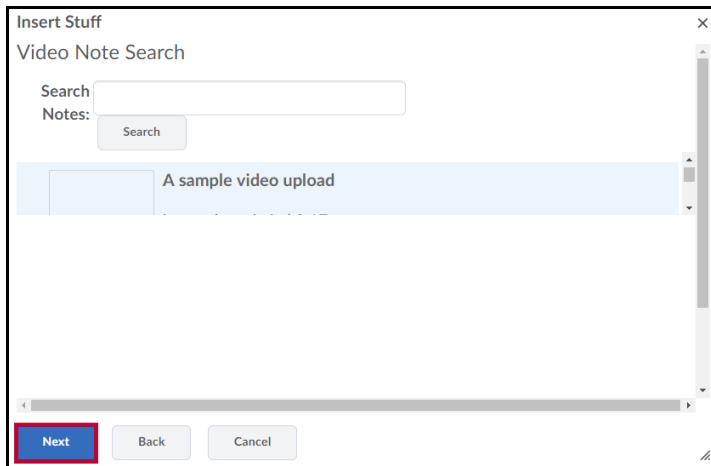 Insert Stuff
Video Note Search
Search
Notes:
Search
A sample video upload
Next
Back
Cancel